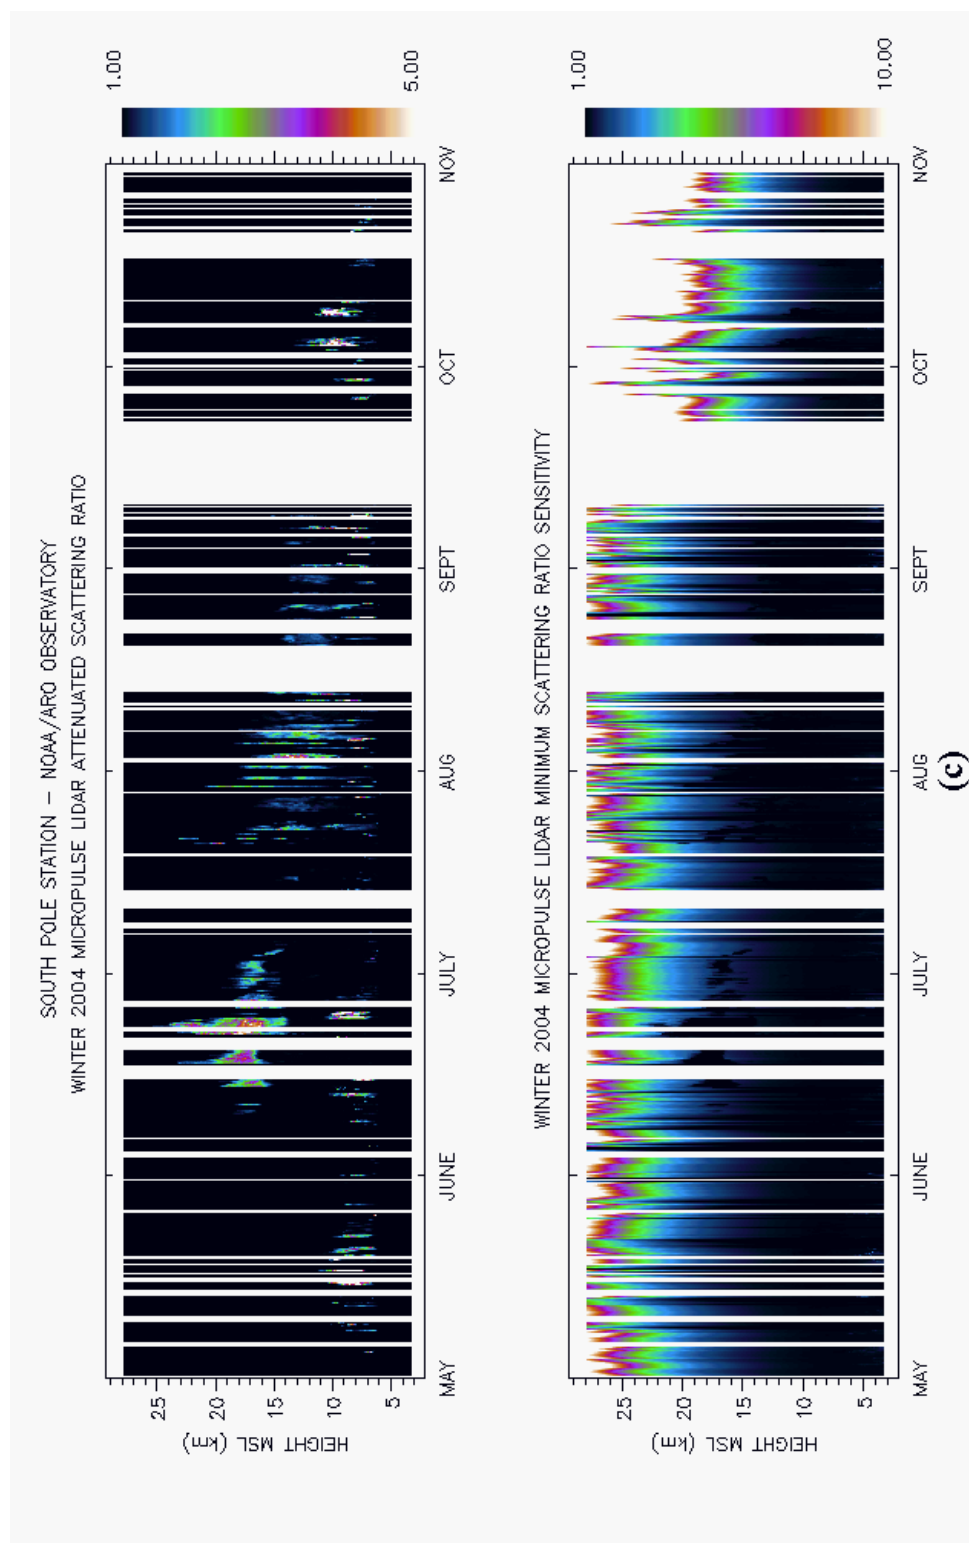 SOUTH POLE STATION – NOAA/ARO OBSERVATORY
WINTER 2004 MICROPULSE LIDAR ATTENUATED SCATTERING RATIO
1.00
5.00
HEIGHT MSL (km)
25
20
15
10
5
MAY
JUNE
JULY
AUG
SEPT
OCT
NOV
WINTER 2004 MICROPULSE LIDAR MINIMUM SCATTERING RATIO SENSITIVITY
1.00
10.00
HEIGHT MSL (km)
25
20
15
10
5
MAY
JUNE
JULY
AUG
SEPT
OCT
NOV
(c)